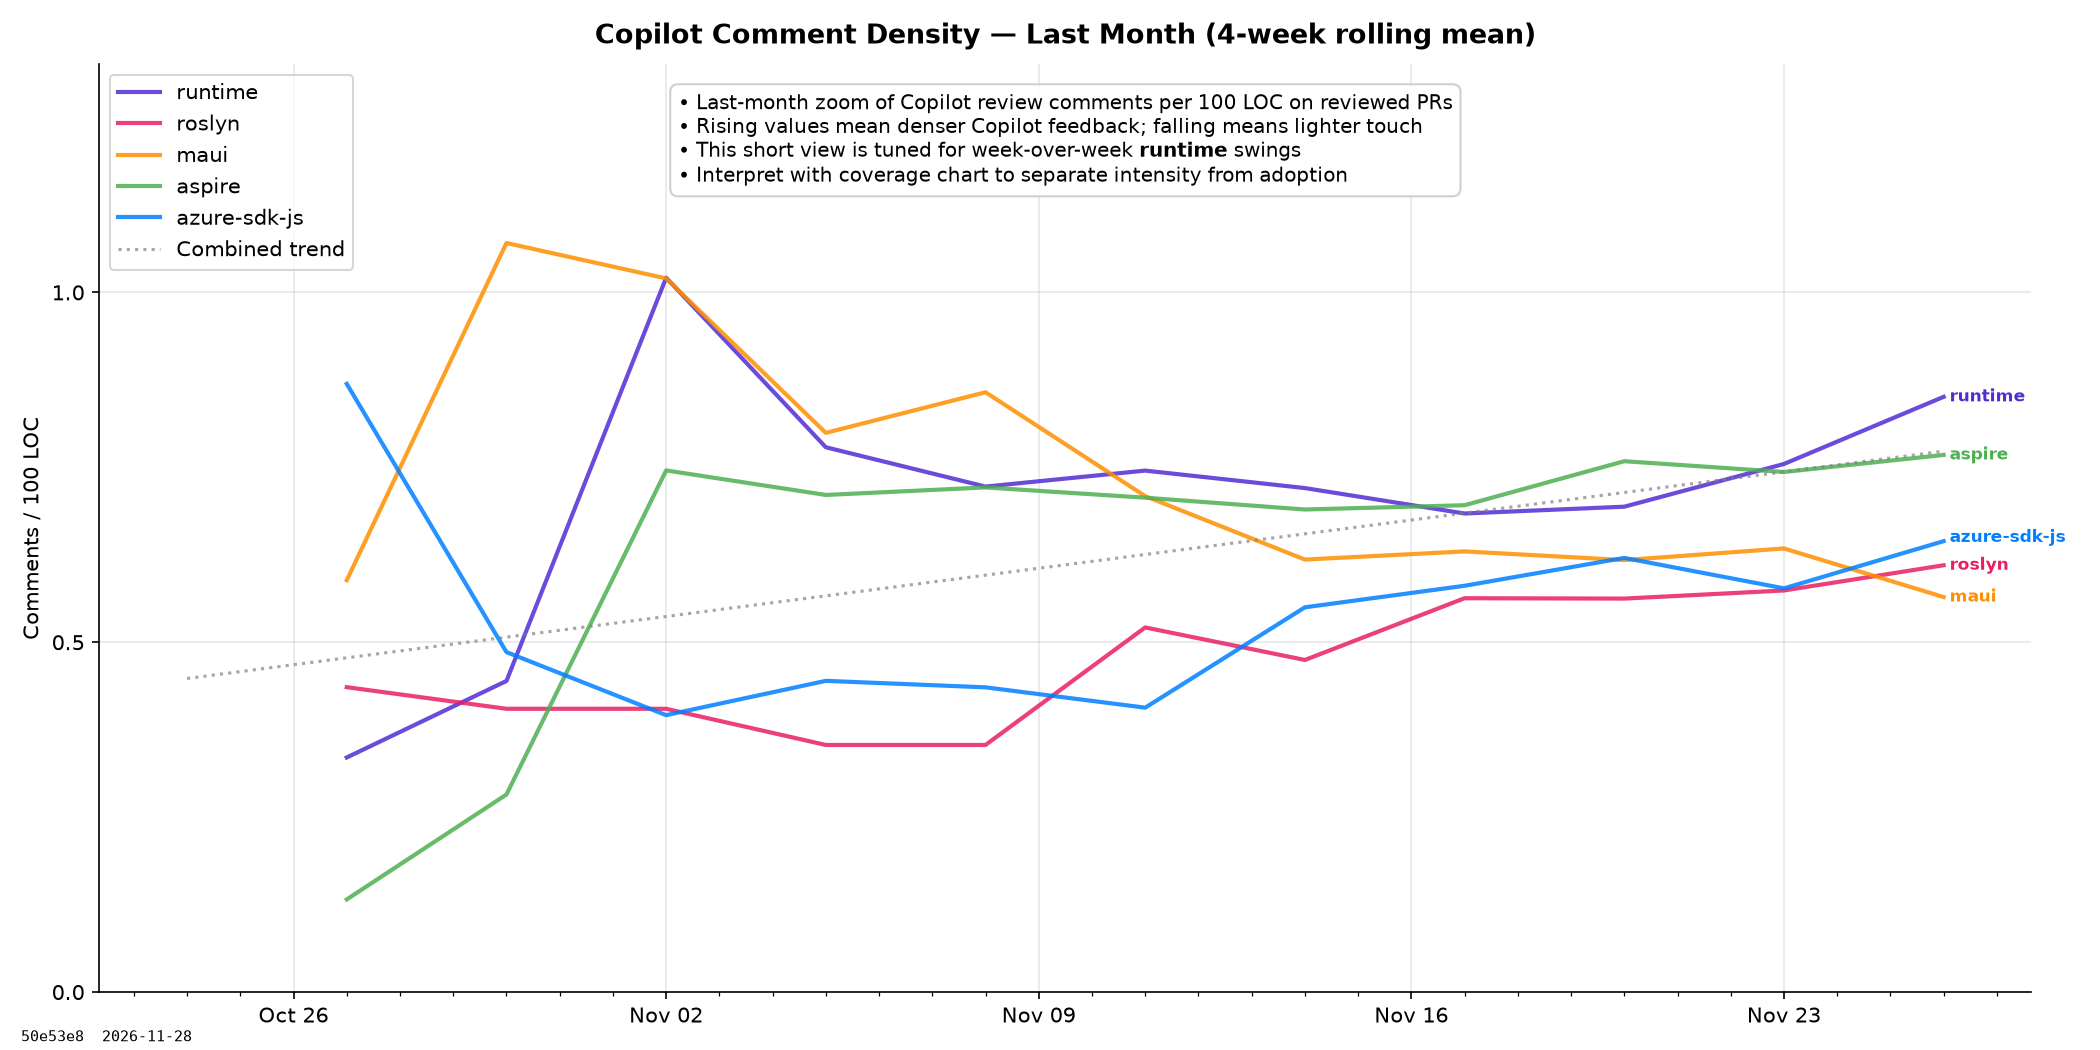 Copilot Comment Density — Last Month (4-week rolling mean)
runtime
roslyn
maui
aspire
azure-sdk-js
Combined trend
• Last-month zoom of Copilot review comments per 100 LOC on reviewed PRs
• Rising values mean denser Copilot feedback; falling means lighter touch
• This short view is tuned for week-over-week runtime swings
• Interpret with coverage chart to separate intensity from adoption
Comments / 100 LOC
1.0
0.5
0.0
runtime
aspire
azure-sdk-js
roslyn
maui
Oct 26
Nov 02
Nov 09
Nov 16
Nov 23
50e53e8  2026-11-28